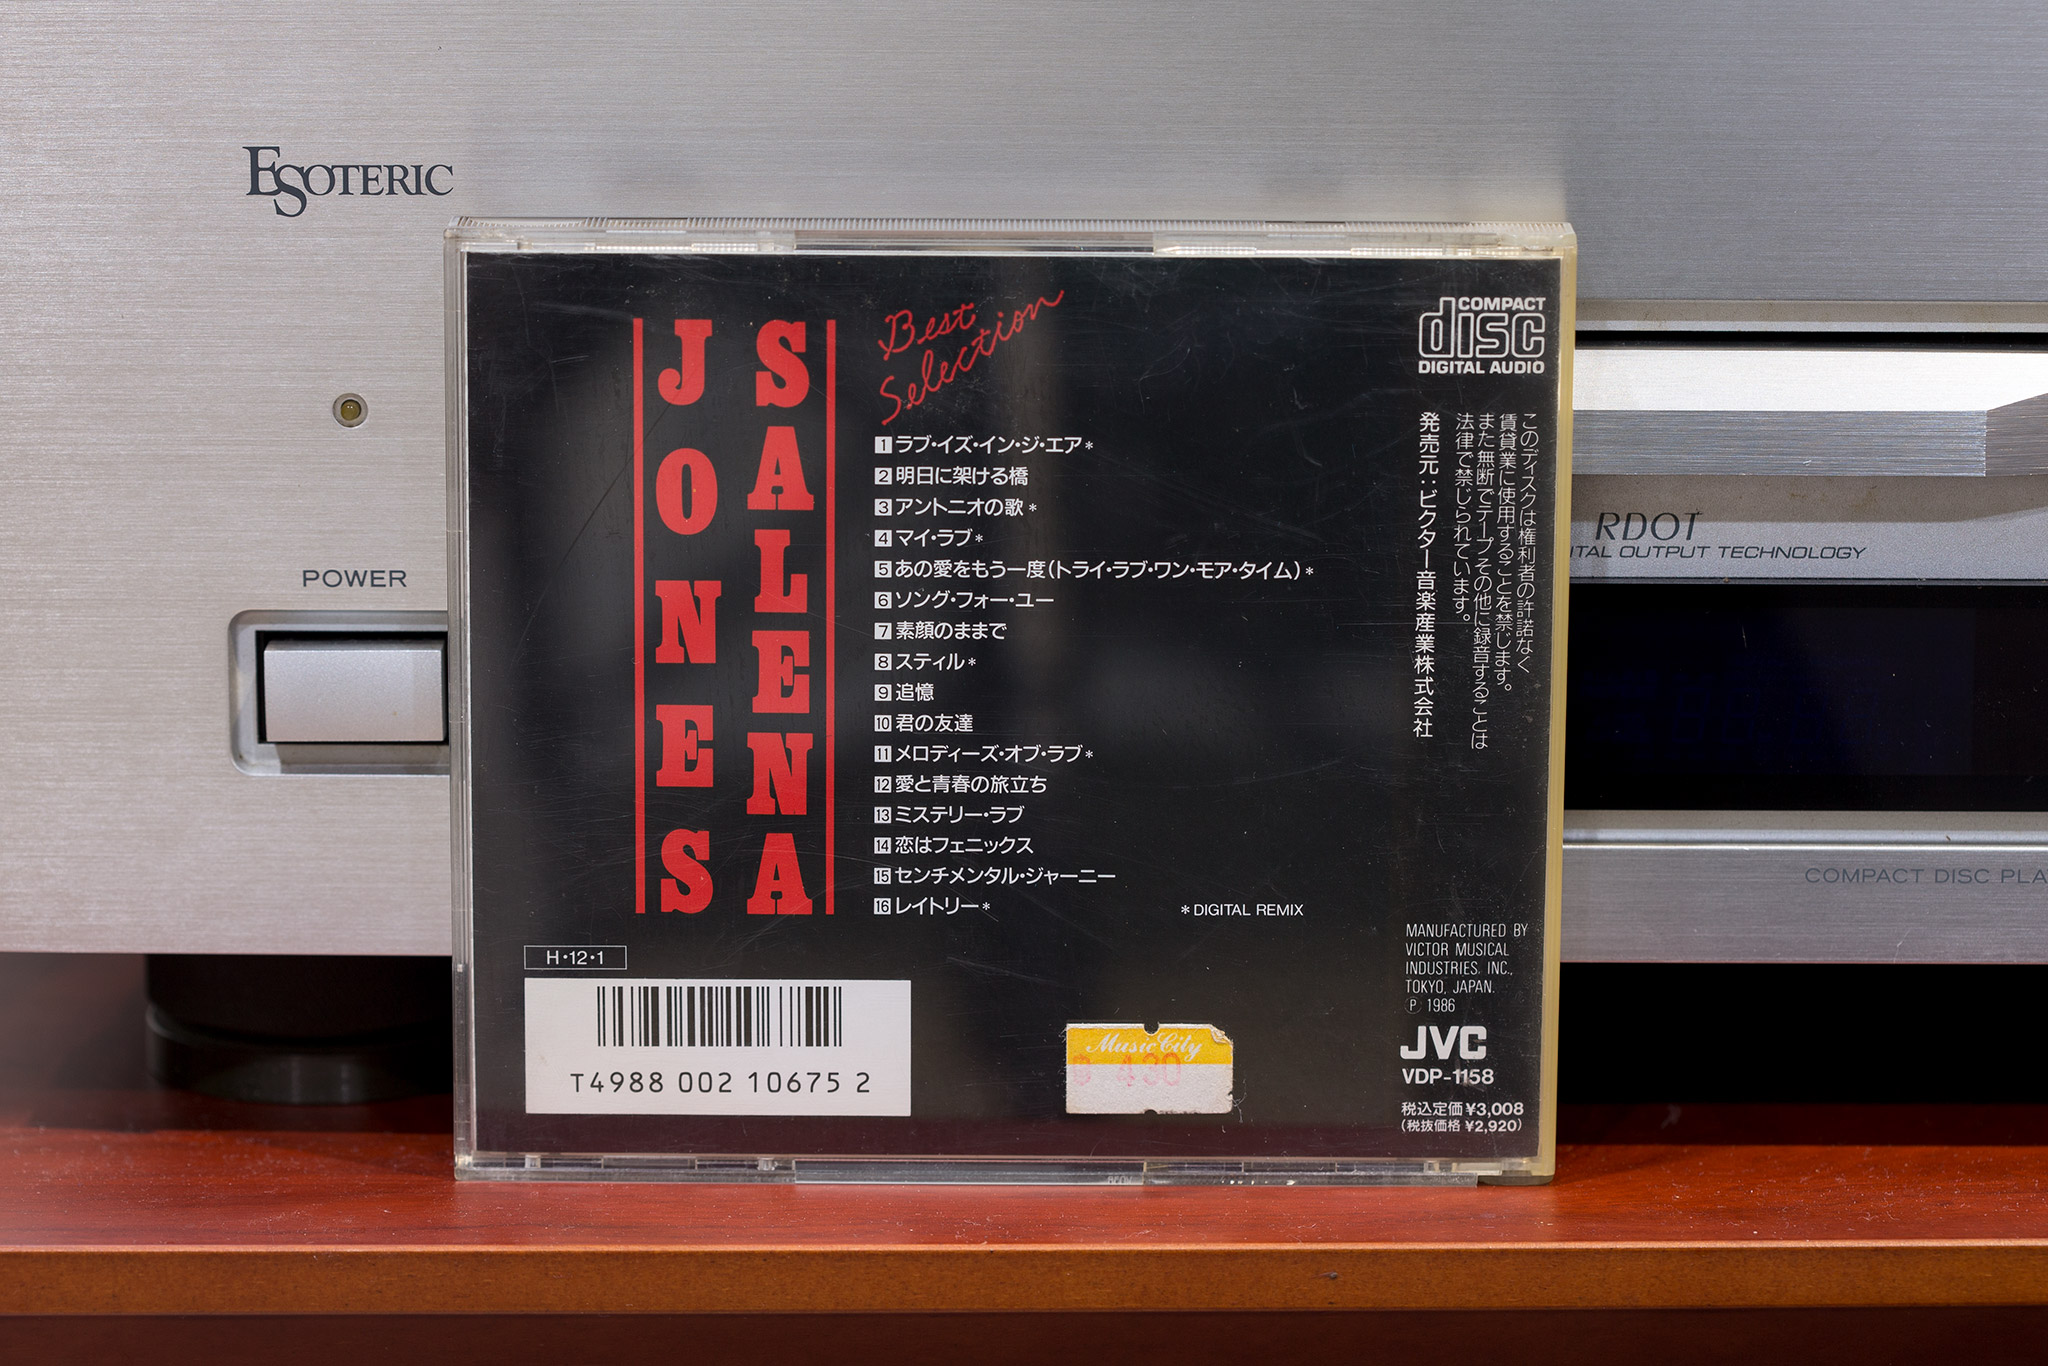 ESOTERIC
POWER
JONES
SALENA
Best
Selection
1 ラブ・イズ・イン・ジ・エア*
2 明日に架ける橋
3 アントニオの歌*
4 マイ・ラブ*
5 あの愛をもう一度(トライ・ラブ・ワン・モア・タイム)*
6 ソング・フォー・ユー
7 素顔のままで
8 スティル*
9 追憶
10 君の友達
11 メロディーズ・オブ・ラブ*
12 愛と青春の旅立ち
13 ミステリー・ラブ
14 恋はフェニックス
15 センチメンタル・ジャーニー
16 レイトリー*
*DIGITAL REMIX
H・12・1
T4988 002 10675 2
Music City
430
COMPACT
disc
DIGITAL AUDIO
このディスクは権利者の許諾なく
賃貸業に使用することを禁じます。
また無断でテープその他に録音することは
法律で禁じられています。
発売元:ビクター音楽産業株式会社
MANUFACTURED BY
VICTOR MUSICAL
INDUSTRIES. INC.,
TOKYO, JAPAN.
Ⓟ 1986
JVC
VDP-1158
税込定価¥3,008
(税抜価格 ¥2,920)
RDOT
ITAL OUTPUT TECHNOLOGY
COMPACT DISC PLA